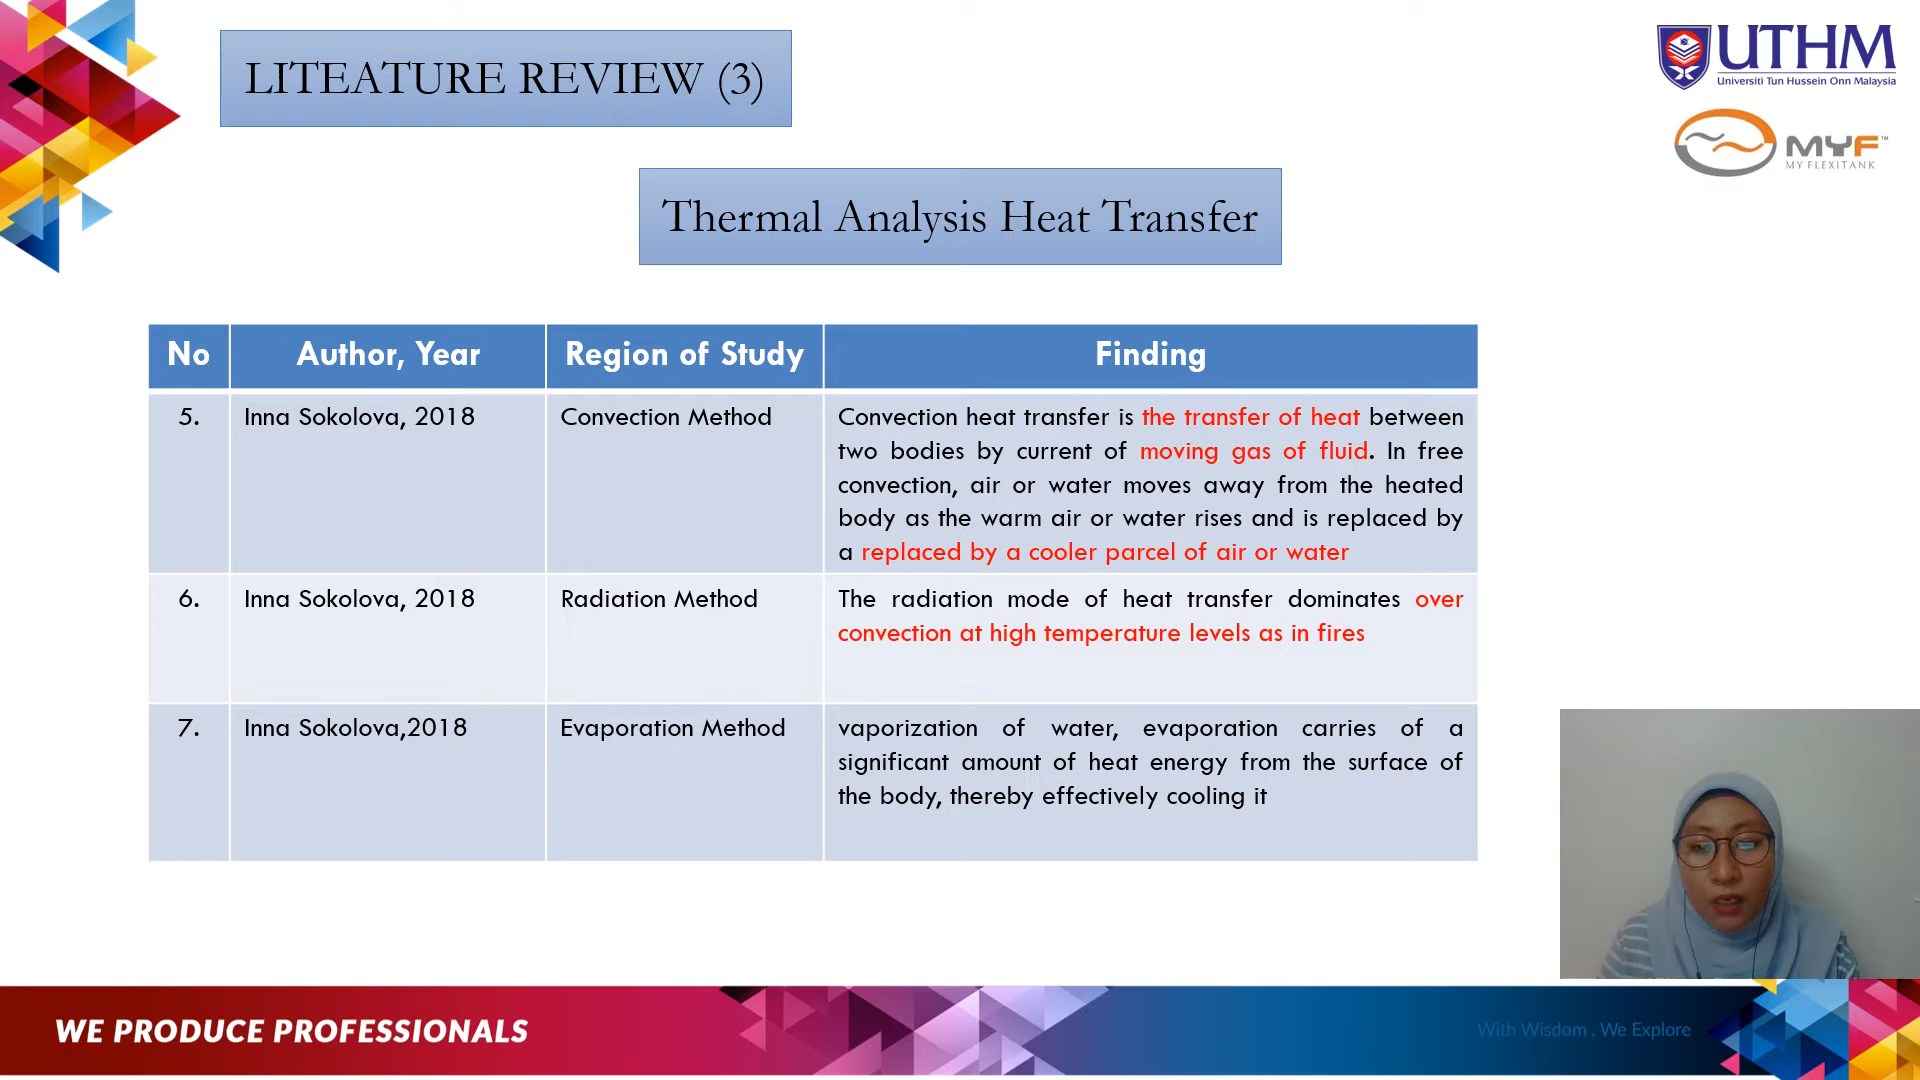 LITEATURE REVIEW (3)
UTHM
Universiti Tun Hussein Onn Malaysia
MYF™
MY FLEXITANK
Thermal Analysis Heat Transfer
No Author, Year Region of Study Finding
5. Inna Sokolova, 2018 Convection Method Convection heat transfer is the transfer of heat between
two bodies by current of moving gas of fluid. In free
convection, air or water moves away from the heated
body as the warm air or water rises and is replaced by
a replaced by a cooler parcel of air or water
6. Inna Sokolova, 2018 Radiation Method The radiation mode of heat transfer dominates over
convection at high temperature levels as in fires
7. Inna Sokolova,2018 Evaporation Method vaporization of water, evaporation carries of a
significant amount of heat energy from the surface of
the body, thereby effectively cooling it
WE PRODUCE PROFESSIONALS
With Wisdom , We Explore